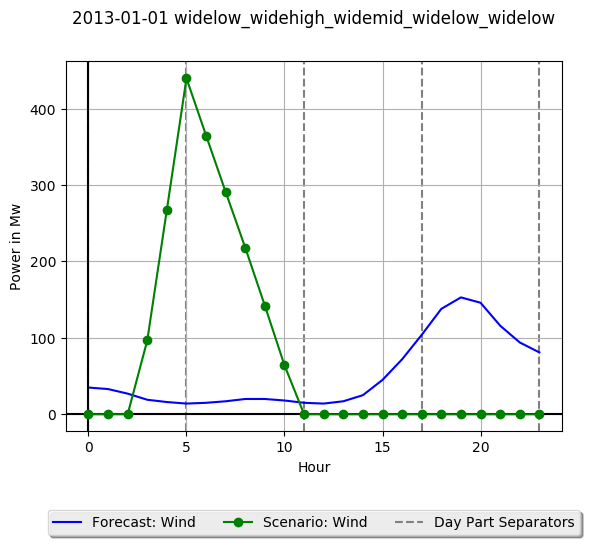 2013-01-01 widelow_widehigh_widemid_widelow_widelow
400
300
200
100
0
Power in Mw
0 5 10 15 20
Hour
Forecast: Wind Scenario: Wind Day Part Separators